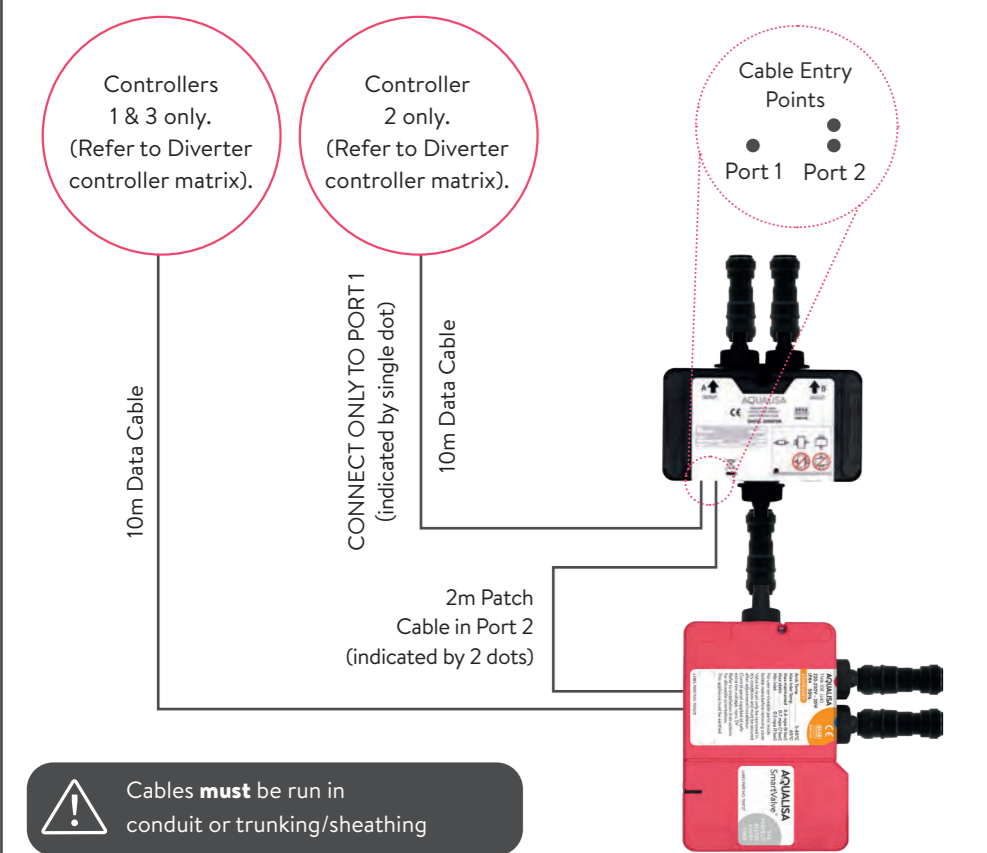 Controllers
1 & 3 only.
(Refer to Diverter
controller matrix).
Controller
2 only.
(Refer to Diverter
controller matrix).
Cable Entry
Points
Port 1 Port 2
10m Data Cable
CONNECT ONLY TO PORT 1
(indicated by single dot)
10m Data Cable
A
B
AQUALISA
CE
2m Patch
Cable in Port 2
(indicated by 2 dots)
AQUALISA
CE
AQUALISA
SmartValve
Cables must be run in
conduit or trunking/sheathing